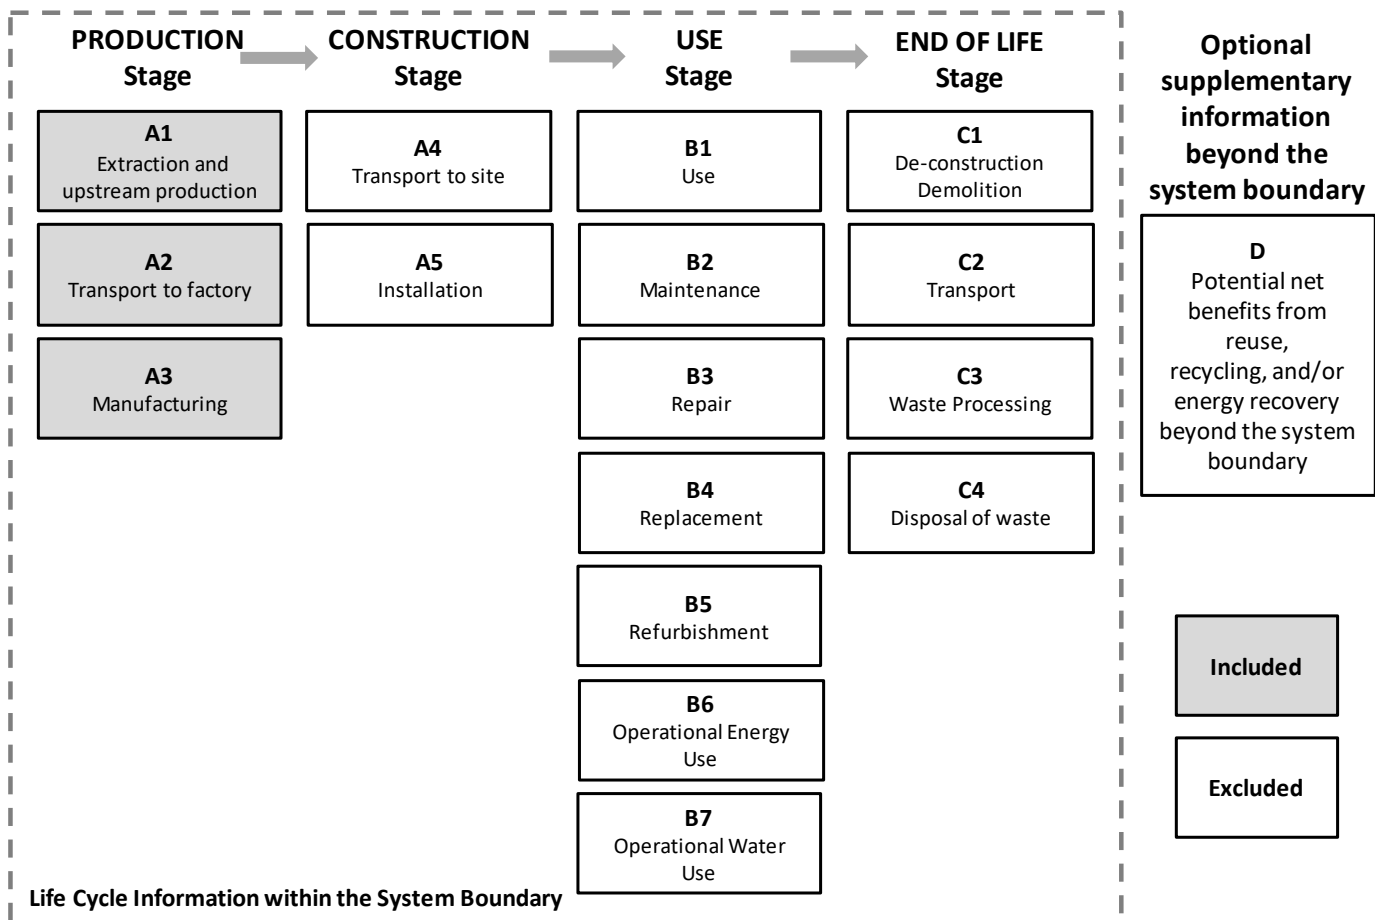 PRODUCTION
Stage
A1
Extraction and
upstream production
A2
Transport to factory
A3
Manufacturing
CONSTRUCTION
Stage
A4
Transport to site
A5
Installation
USE
Stage
B1
Use
B2
Maintenance
B3
Repair
B4
Replacement
B5
Refurbishment
B6
Operational Energy
Use
B7
Operational Water
Use
END OF LIFE
Stage
C1
De-construction
Demolition
C2
Transport
C3
Waste Processing
C4
Disposal of waste
Life Cycle Information within the System Boundary
Optional
supplementary
information
beyond the
system boundary
D
Potential net
benefits from
reuse,
recycling, and/or
energy recovery
beyond the system
boundary
Included
Excluded